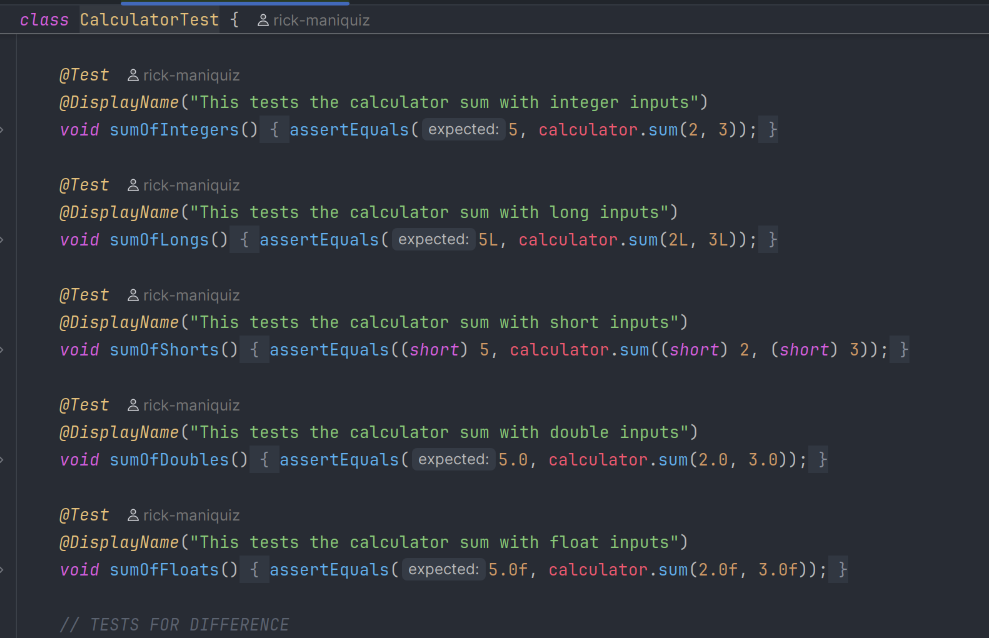 class CalculatorTest { rick-maniquiz
@Test rick-maniquiz
@DisplayName("This tests the calculator sum with integer inputs")
void sumOfIntegers() { assertEquals( expected: 5, calculator.sum(2, 3)); }
@Test rick-maniquiz
@DisplayName("This tests the calculator sum with long inputs")
void sumOfLongs() { assertEquals( expected: 5L, calculator.sum(2L, 3L)); }
@Test rick-maniquiz
@DisplayName("This tests the calculator sum with short inputs")
void sumOfShorts() { assertEquals((short) 5, calculator.sum((short) 2, (short) 3)); }
@Test rick-maniquiz
@DisplayName("This tests the calculator sum with double inputs")
void sumOfDoubles() { assertEquals( expected: 5.0, calculator.sum(2.0, 3.0)); }
@Test rick-maniquiz
@DisplayName("This tests the calculator sum with float inputs")
void sumOfFloats() { assertEquals( expected: 5.0f, calculator.sum(2.0f, 3.0f)); }
// TESTS FOR DIFFERENCE